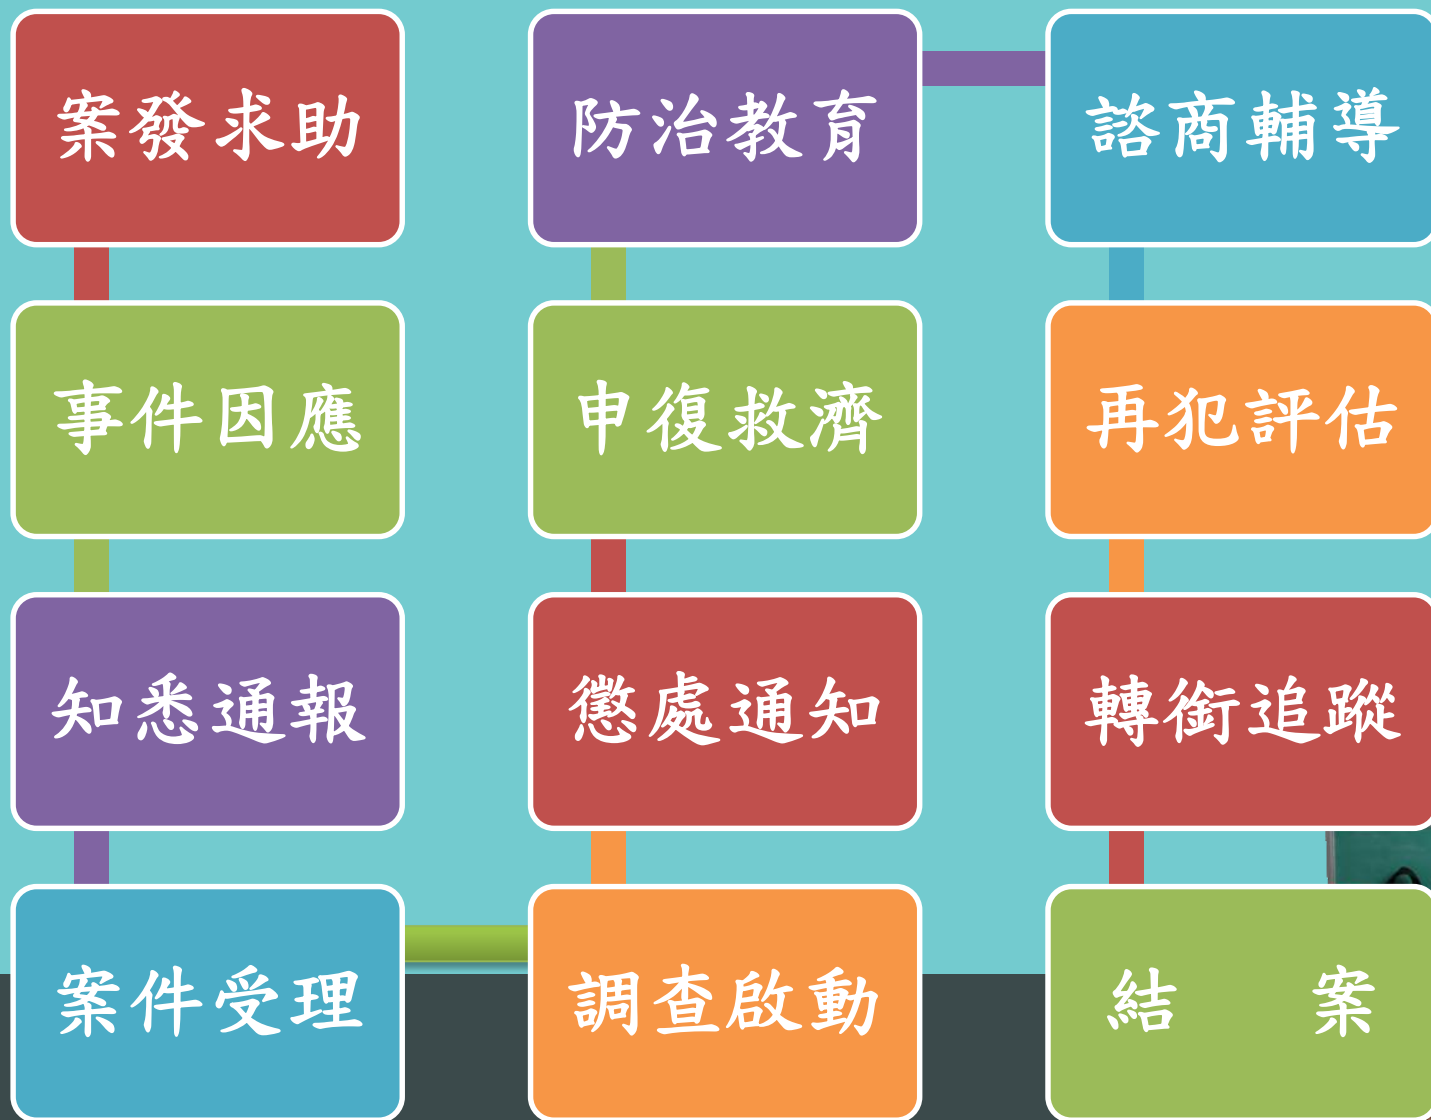 案發求助
事件因應
知悉通報
案件受理
調查啟動
懲處通知
申復救濟
防治教育
諮商輔導
再犯評估
轉銜追蹤
結 案